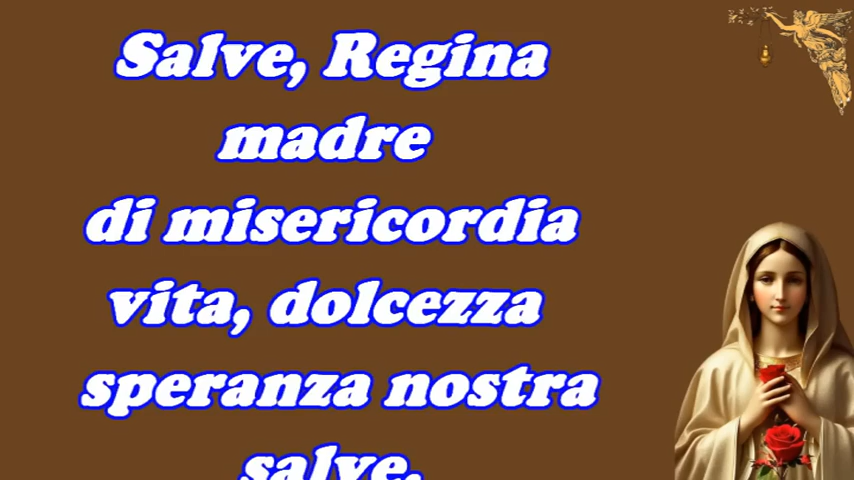 Salve, Regina
madre
di misericordia
vita, dolcezza
speranza nostra
salve.